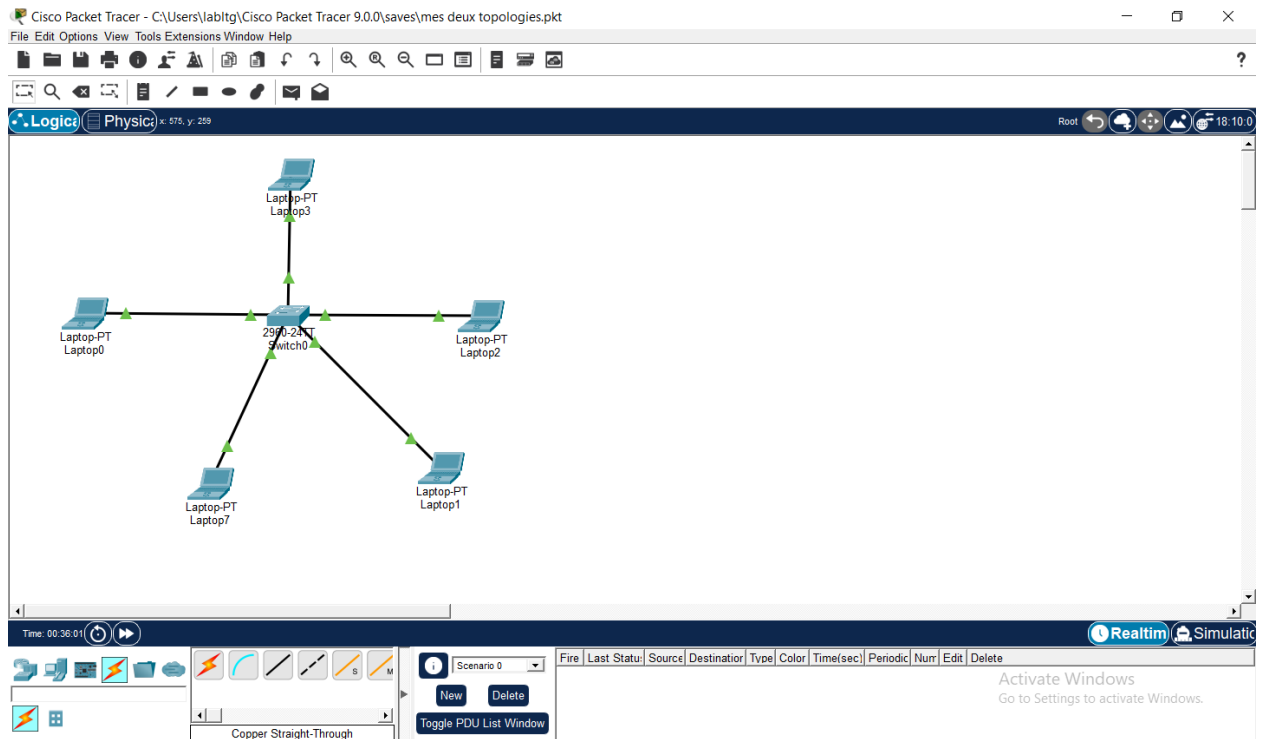 Cisco Packet Tracer - C:\Users\labltg\Cisco Packet Tracer 9.0.0\saves\mes deux topologies.pkt
File Edit Options View Tools Extensions Window Help
?
Logica Physica x: 575, y: 259 Root 18:10:0
Laptop-PT
Laptop3
Laptop-PT
Laptop0
2960-24TT
Switch0
Laptop-PT
Laptop2
Laptop-PT
Laptop7
Laptop-PT
Laptop1
Time: 00:36:01 Realtim Simulatic
S M
Scenario 0
New Delete
Toggle PDU List Window
Fire Last Statu Source Destination Type Color Time(sec) Periodic Num Edit Delete
Copper Straight-Through
Activate Windows
Go to Settings to activate Windows.